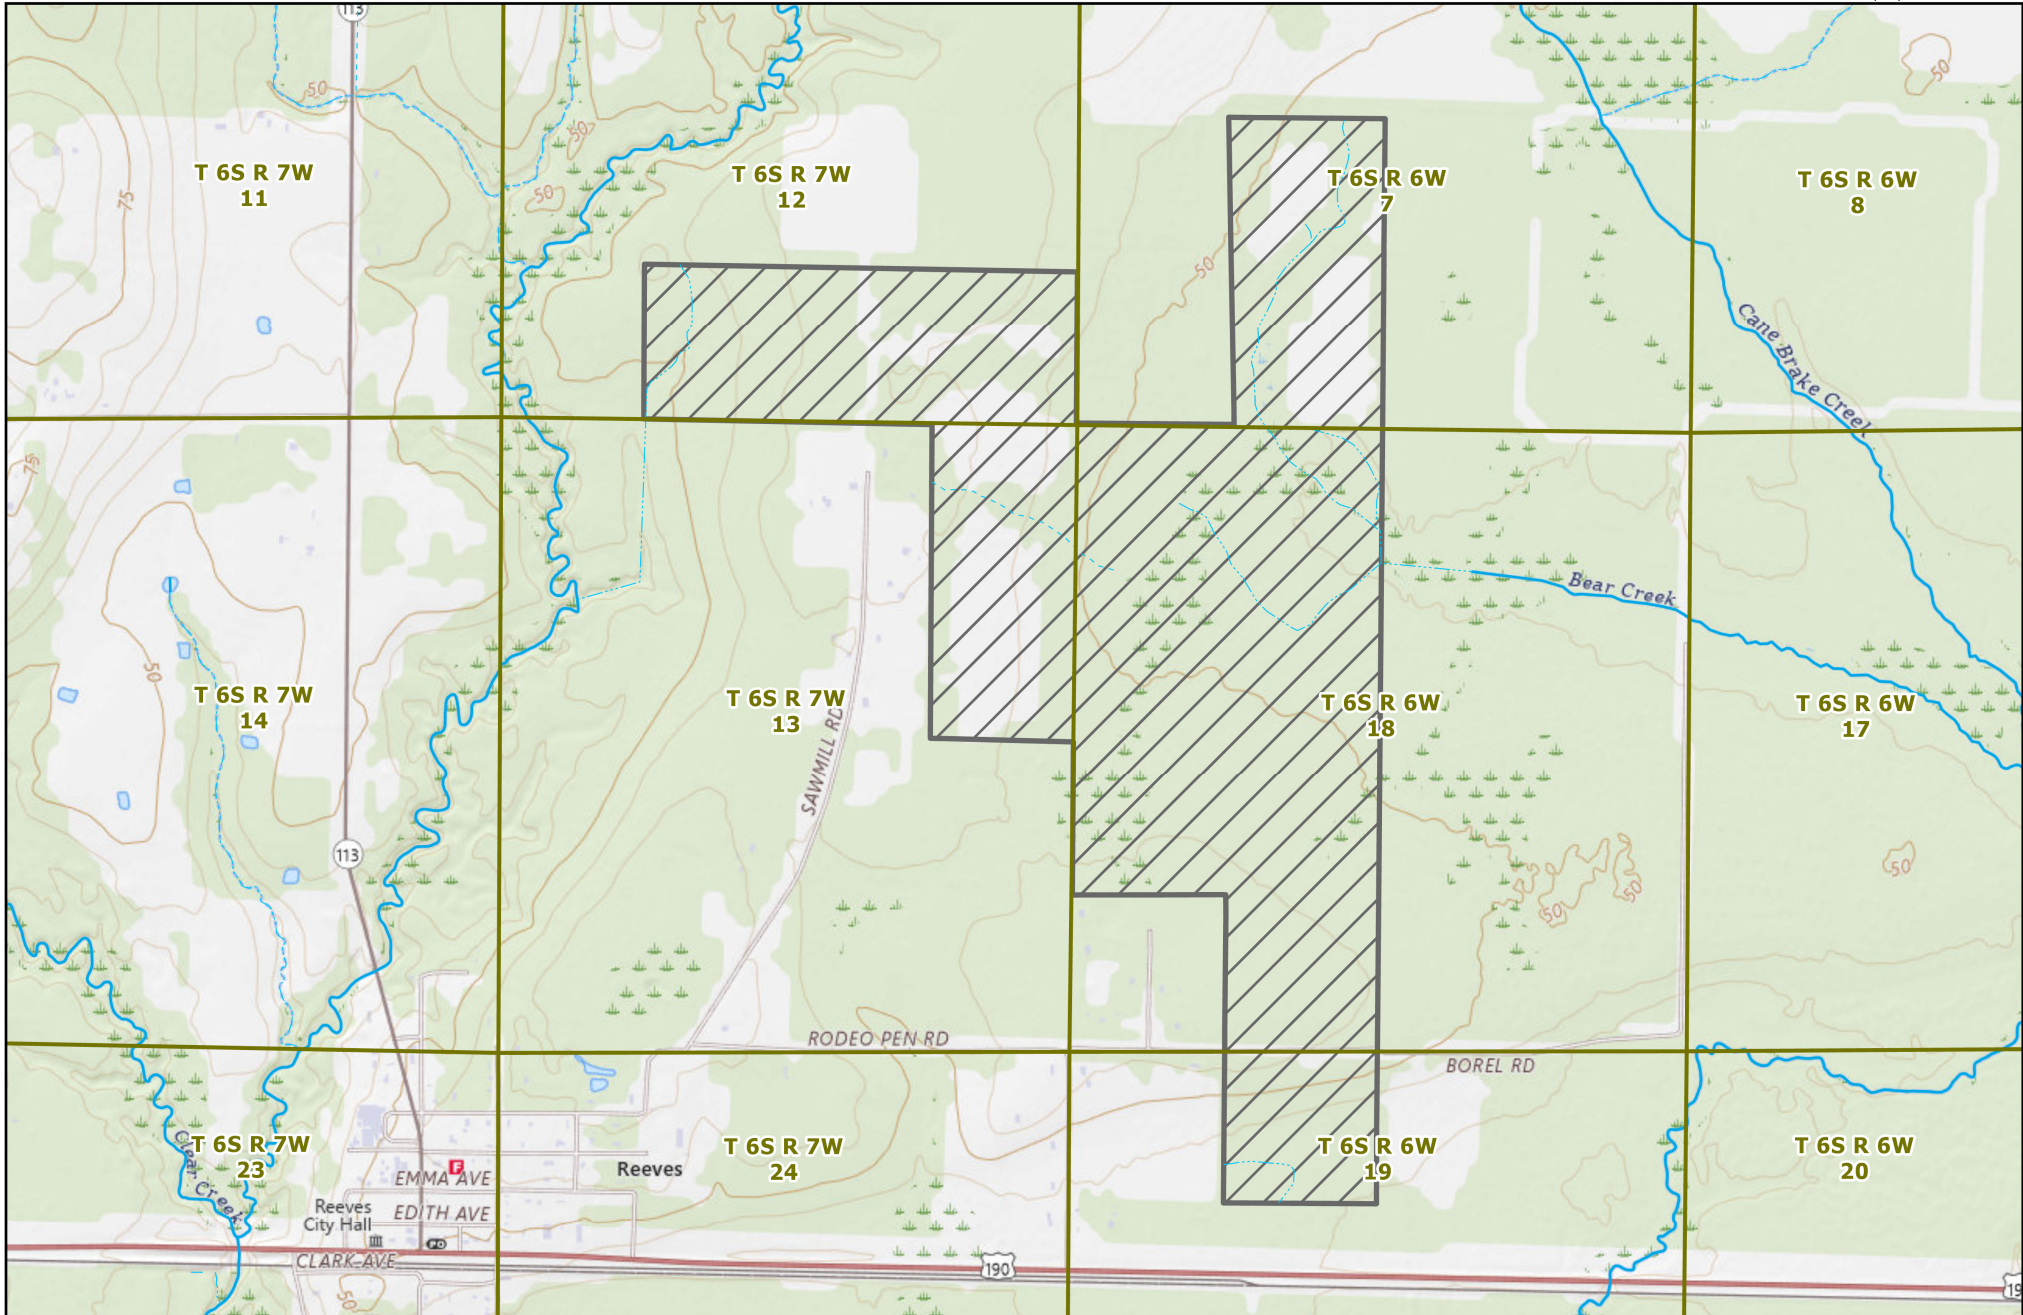 113
50
50
50
50
T 6S R 7W
11
T 6S R 7W
12
T 6S R 6W
7
T 6S R 6W
8
75
50
Cane Brake Creek
75
Bear Creek
50
T 6S R 7W
14
T 6S R 7W
13
SAWMILL RD
T 6S R 6W
18
T 6S R 6W
17
113
50
50
50
RODEO PEN RD
BOREL RD
Clear Creek
T 6S R 7W
23
F
EMMA AVE
Reeves
T 6S R 7W
24
T 6S R 6W
19
T 6S R 6W
20
Reeves
City Hall
EDITH AVE
PO
CLARK AVE
190
50